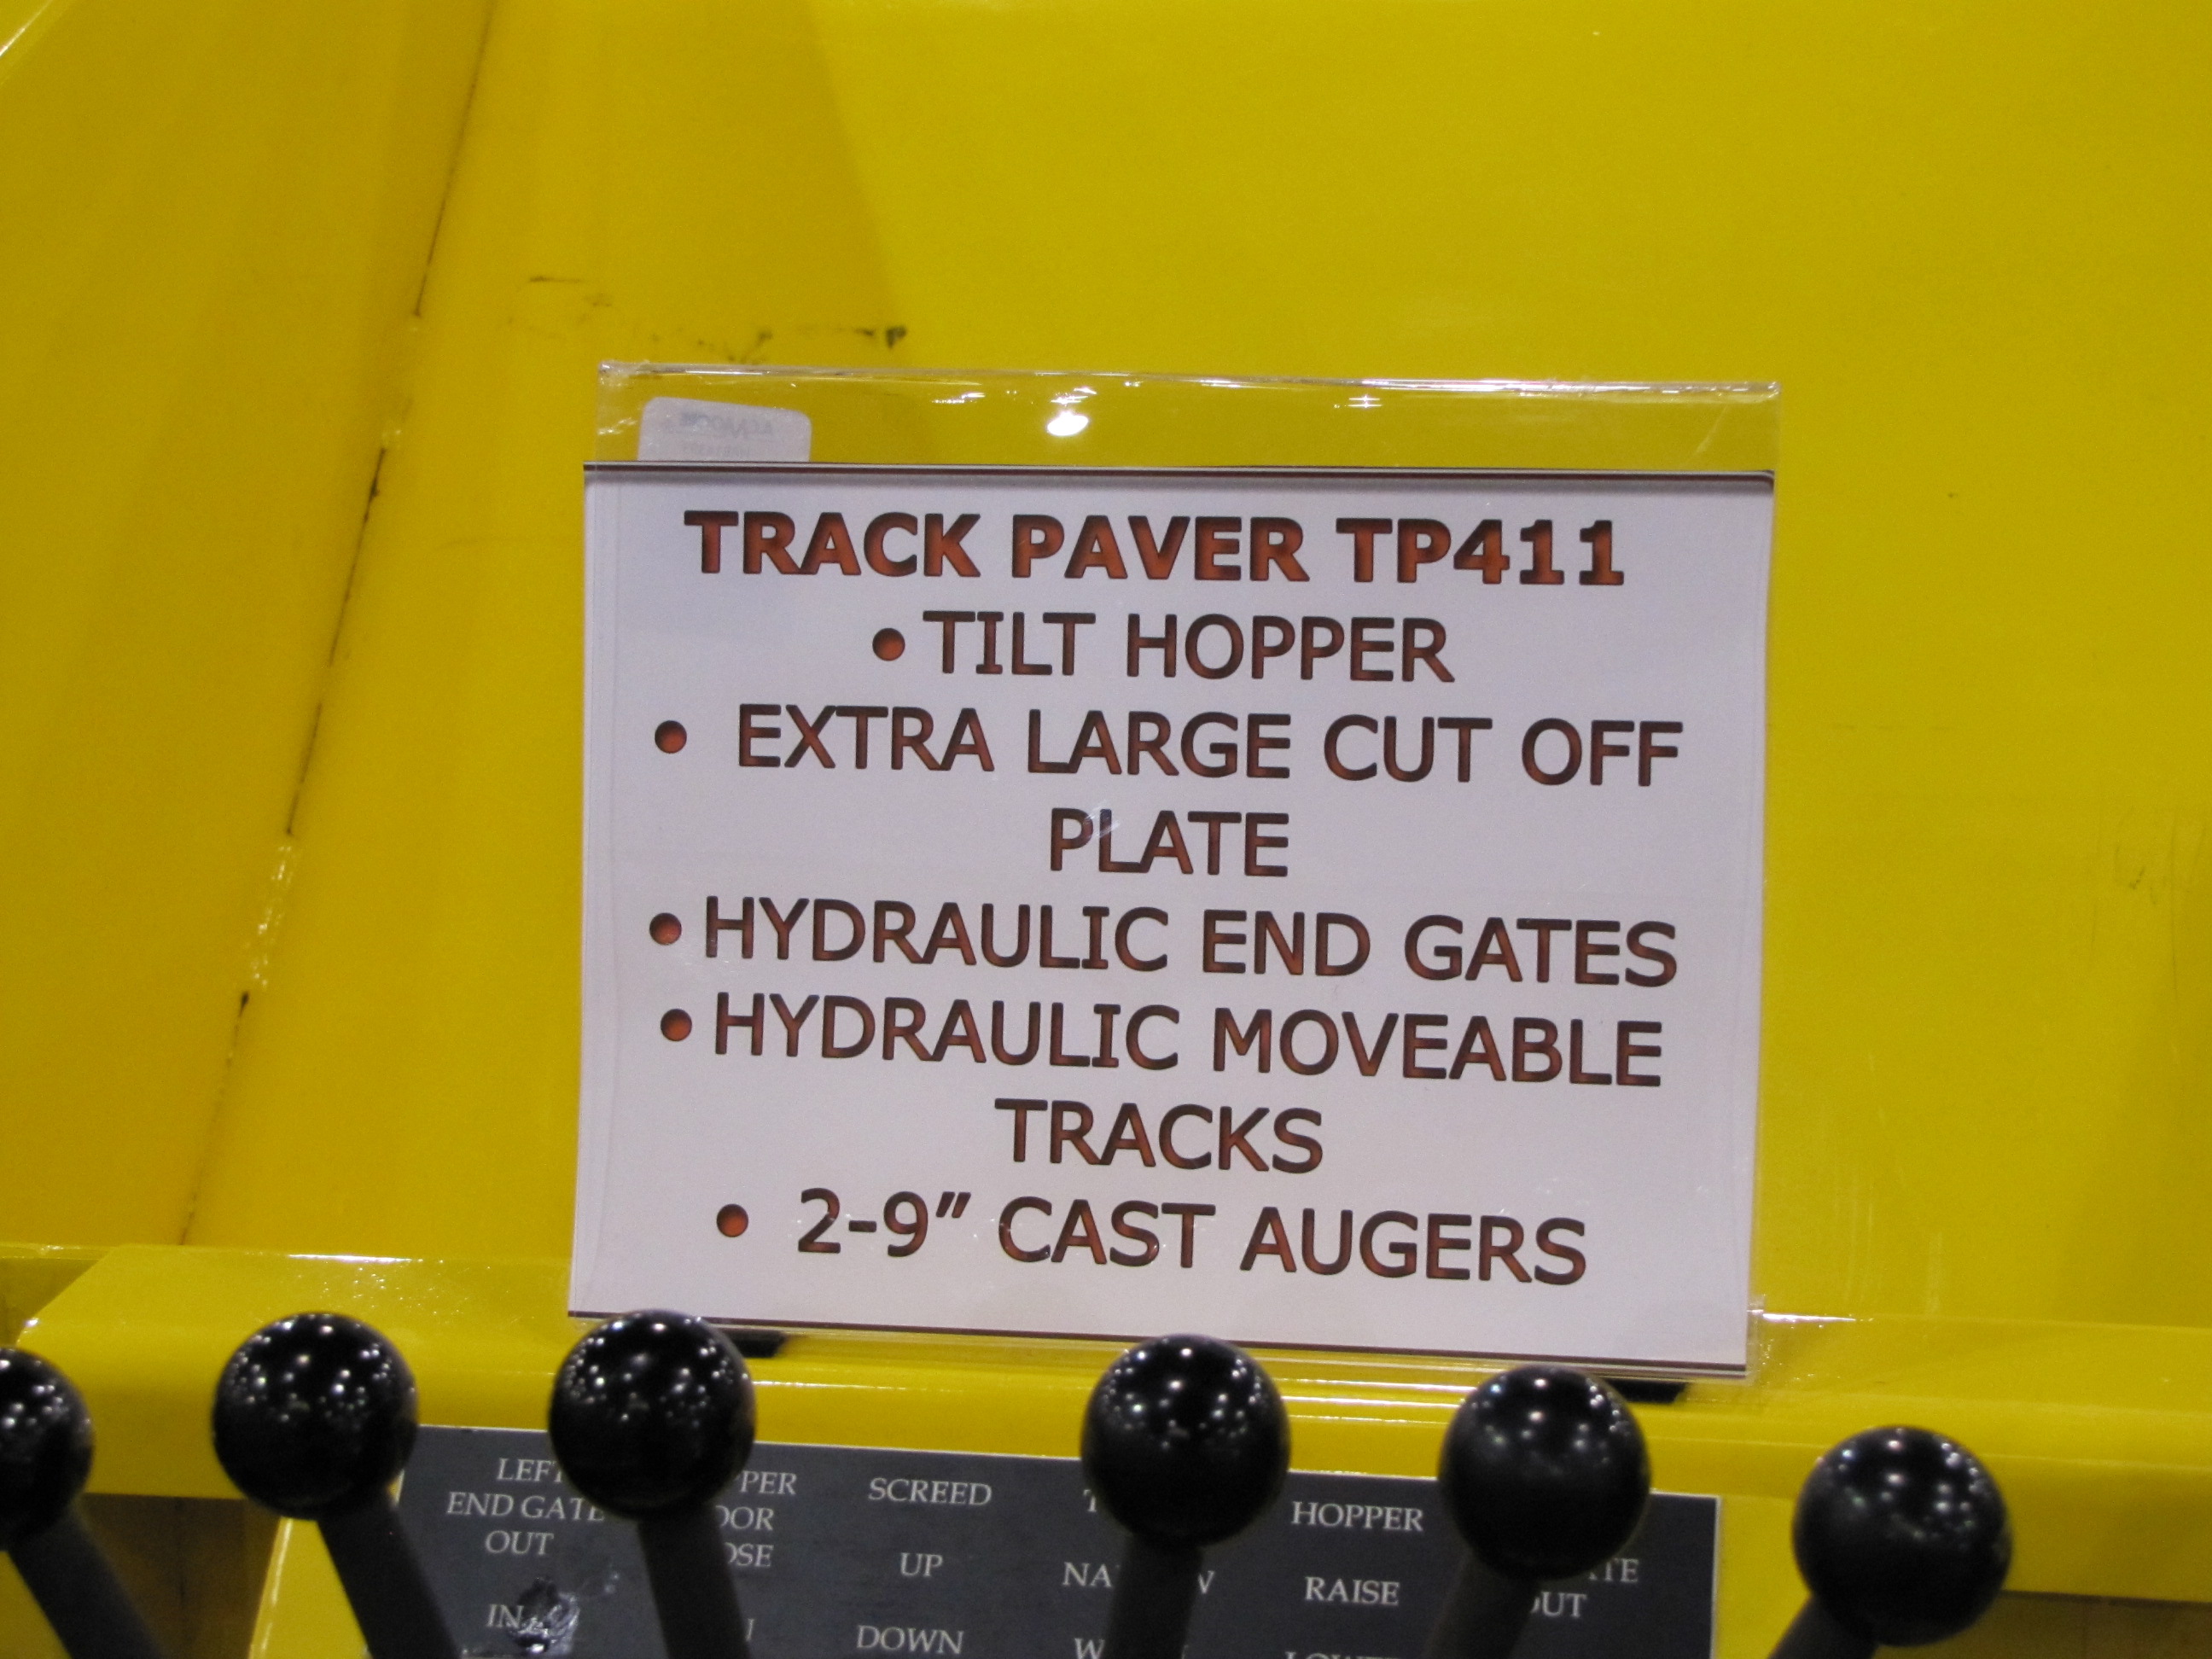 TRACK PAVER TP411
• TILT HOPPER
• EXTRA LARGE CUT OFF
PLATE
• HYDRAULIC END GATES
• HYDRAULIC MOVEABLE
TRACKS
• 2-9” CAST AUGERS
END GATE
OUT
IN
SCREED
UP
DOWN
HOPPER
RAISE